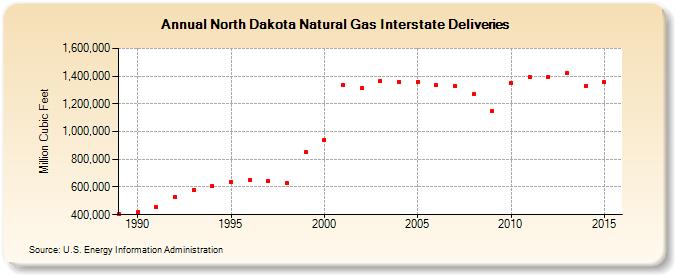 Annual North Dakota Natural Gas Interstate Deliveries
Million Cubic Feet
1,600,000
1,400,000
1,200,000
1,000,000
800,000
600,000
400,000
1990 1995 2000 2005 2010 2015
Source: U.S. Energy Information Administration